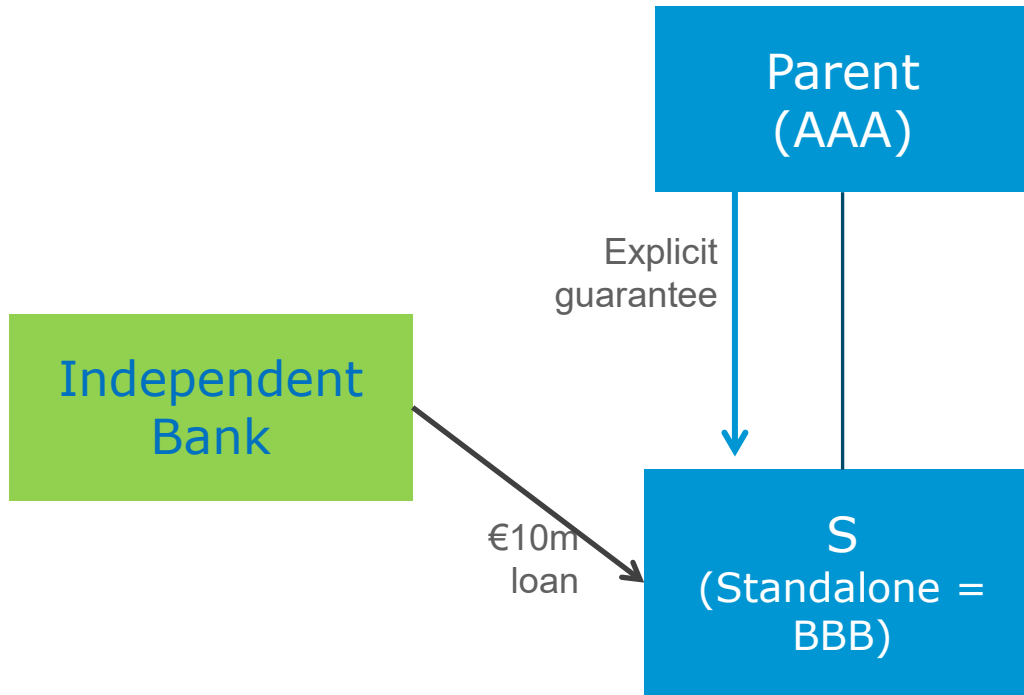 Parent
(AAA)
Explicit
guarantee
Independent
Bank
€10m
loan
S
(Standalone =
BBB)